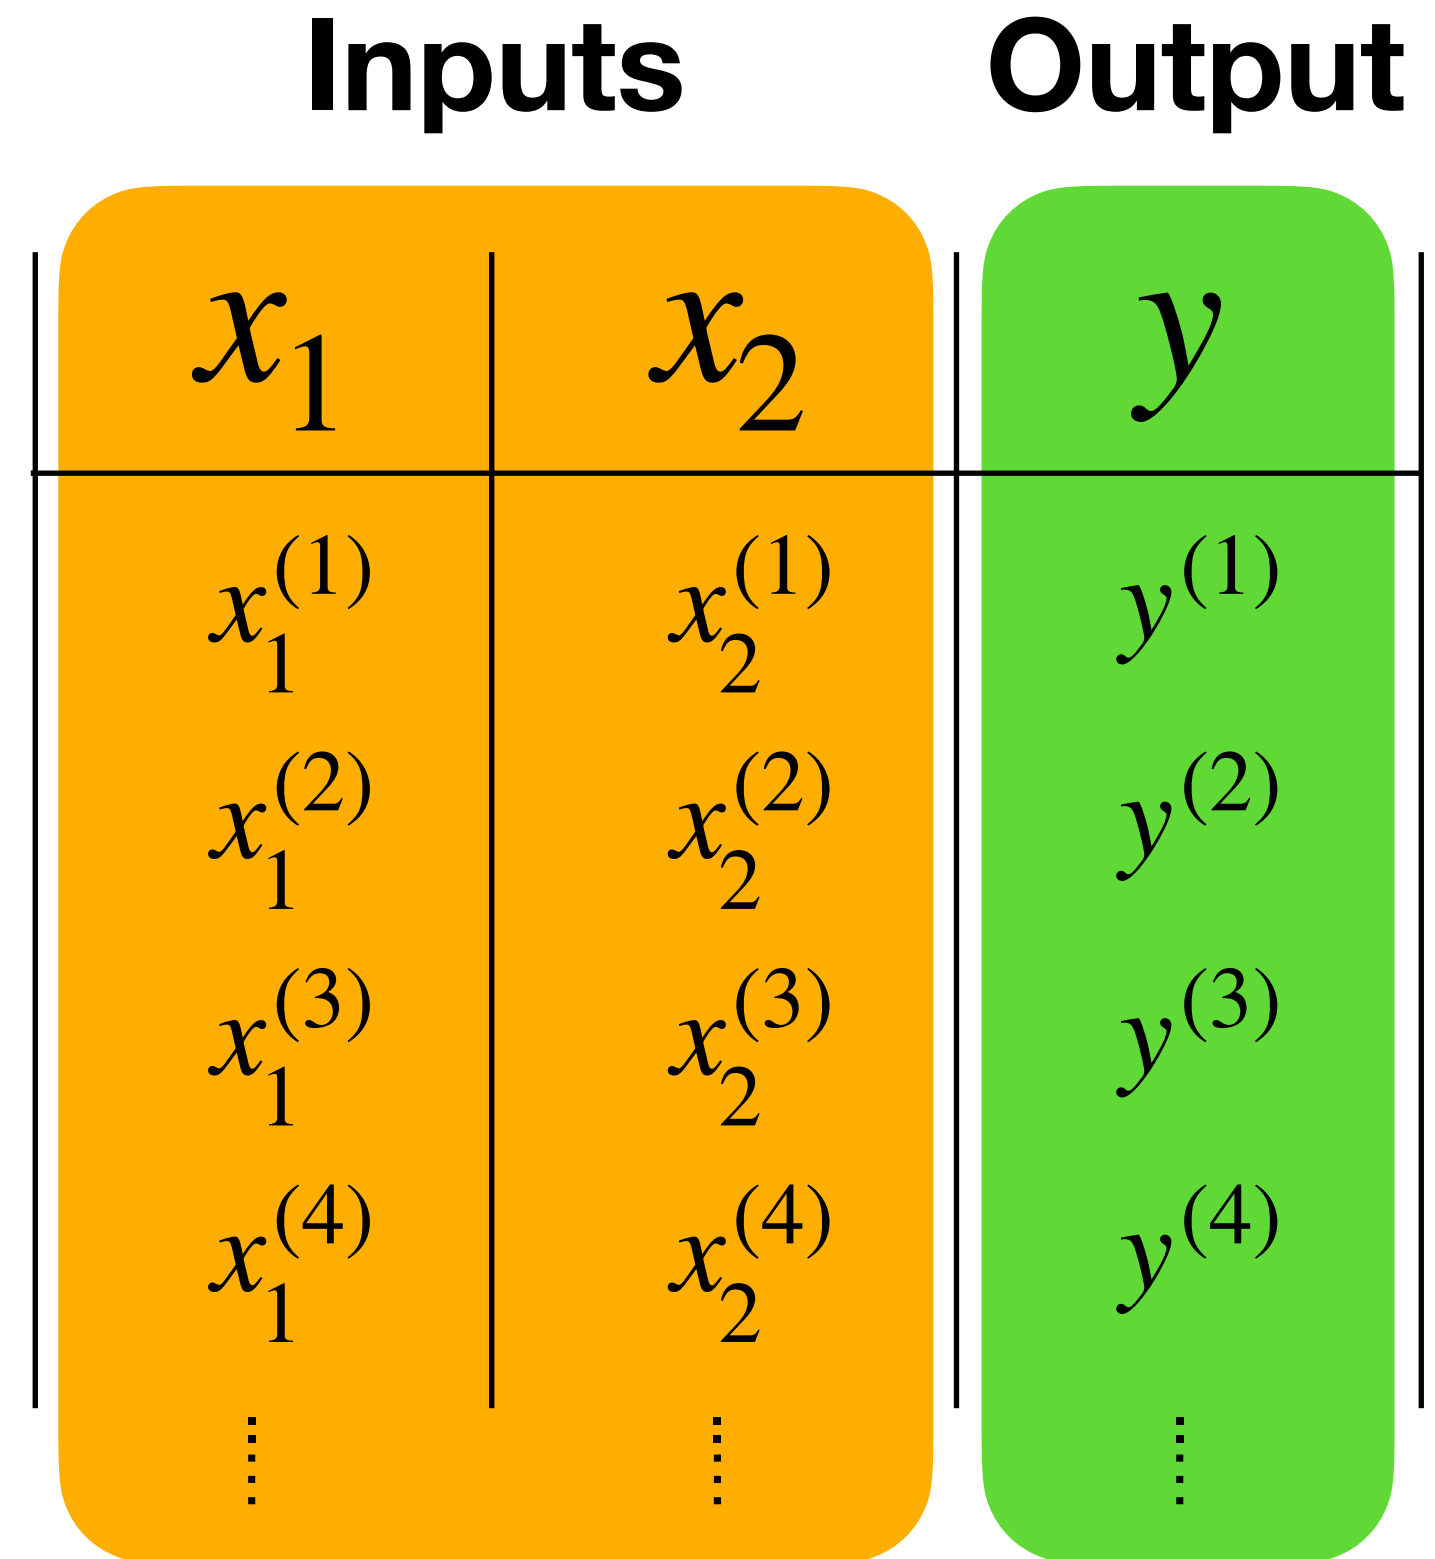 Inputs Output
x₁ x₂ y
x₁⁽¹⁾ x₂⁽¹⁾ y⁽¹⁾
x₁⁽²⁾ x₂⁽²⁾ y⁽²⁾
x₁⁽³⁾ x₂⁽³⁾ y⁽³⁾
x₁⁽⁴⁾ x₂⁽⁴⁾ y⁽⁴⁾